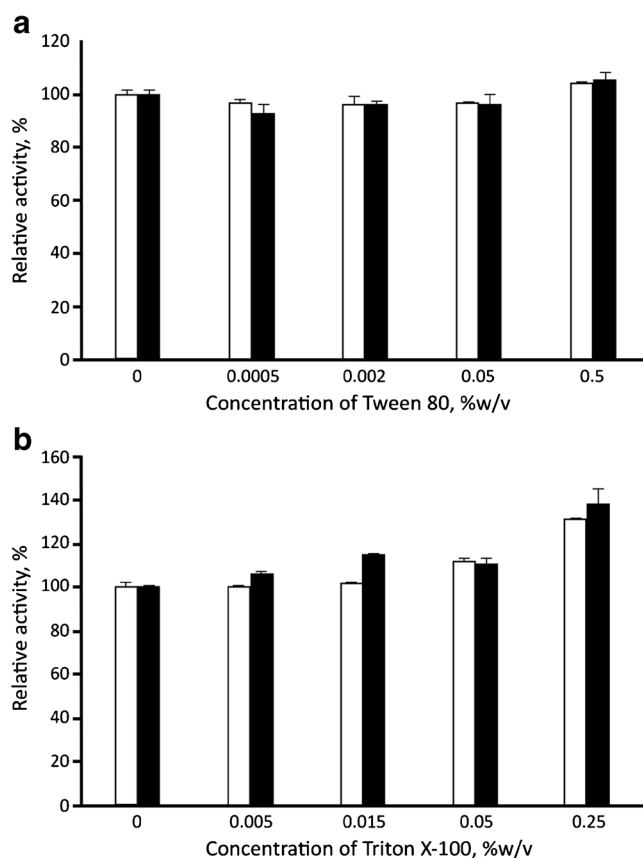 a
120
100
80
60
40
20
0
Relative activity, %
0 0.0005 0.002 0.05 0.5
Concentration of Tween 80, %w/v
b
160
140
120
100
80
60
40
20
0
Relative activity, %
0 0.005 0.015 0.05 0.25
Concentration of Triton X-100, %w/v